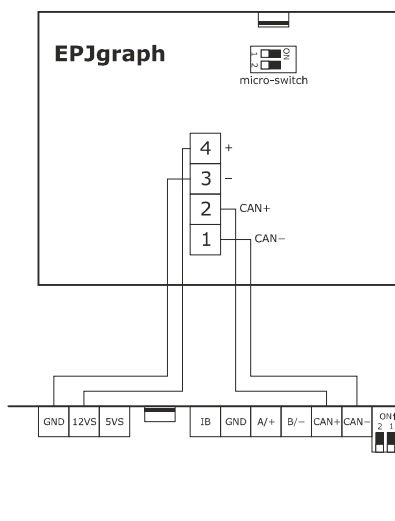 EPJgraph
ON
1
2
micro-switch
4 +
3 −
2 CAN+
1 CAN−
GND 12VS 5VS IB GND A/+ B/− CAN+ CAN− ON
2 1